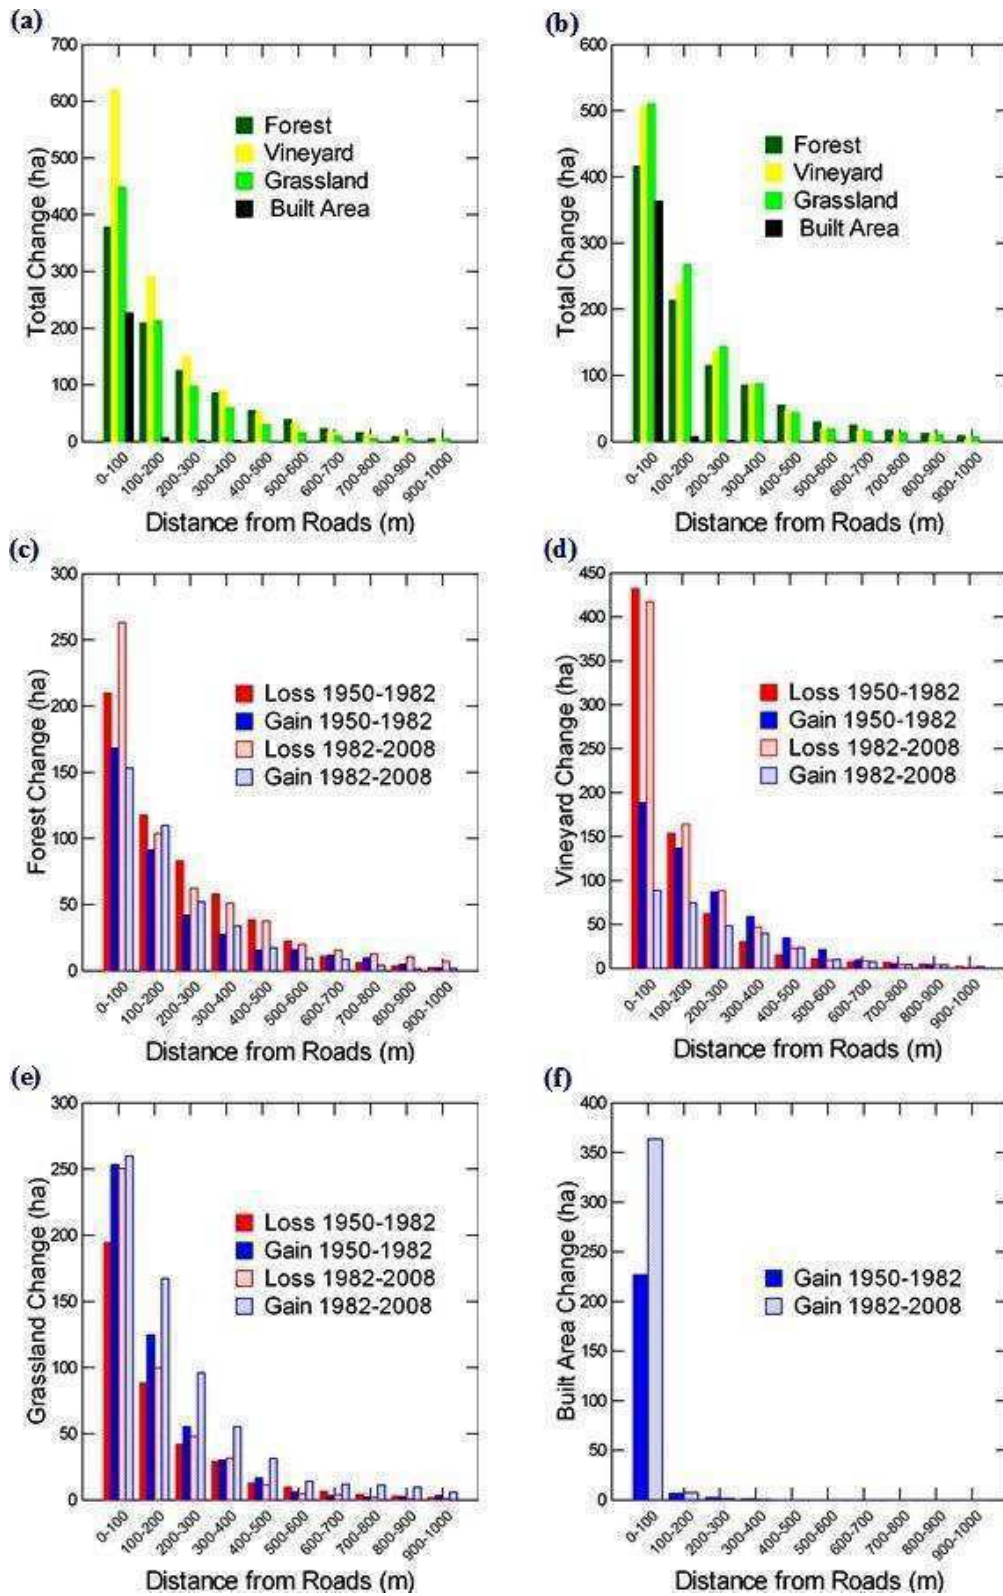 (a)
700
600
500
400
300
200
100
0
Total Change (ha)
Forest
Vineyard
Grassland
Built Area
0-100
100-200
200-300
300-400
400-500
500-600
600-700
700-800
800-900
900-1000
Distance from Roads (m)
(b)
600
500
400
300
200
100
0
Total Change (ha)
Forest
Vineyard
Grassland
Built Area
0-100
100-200
200-300
300-400
400-500
500-600
600-700
700-800
800-900
900-1000
Distance from Roads (m)
(c)
300
250
200
150
100
50
0
Forest Change (ha)
Loss 1950-1982
Gain 1950-1982
Loss 1982-2008
Gain 1982-2008
0-100
100-200
200-300
300-400
400-500
500-600
600-700
700-800
800-900
900-1000
Distance from Roads (m)
(d)
450
400
350
300
250
200
150
100
50
0
Vineyard Change (ha)
Loss 1950-1982
Gain 1950-1982
Loss 1982-2008
Gain 1982-2008
0-100
100-200
200-300
300-400
400-500
500-600
600-700
700-800
800-900
900-1000
Distance from Roads (m)
(e)
300
250
200
150
100
50
0
Grassland Change (ha)
Loss 1950-1982
Gain 1950-1982
Loss 1982-2008
Gain 1982-2008
0-100
100-200
200-300
300-400
400-500
500-600
600-700
700-800
800-900
900-1000
Distance from Roads (m)
(f)
400
350
300
250
200
150
100
50
0
Built Area Change (ha)
Gain 1950-1982
Gain 1982-2008
0-100
100-200
200-300
300-400
400-500
500-600
600-700
700-800
800-900
900-1000
Distance from Roads (m)